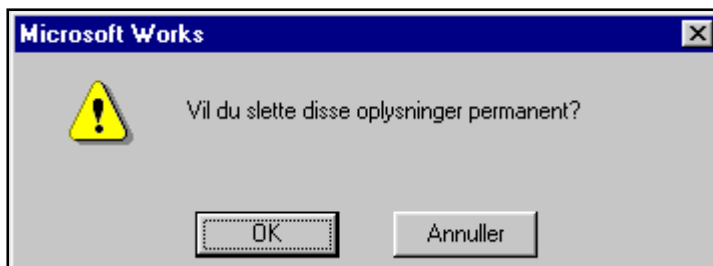 Microsoft Works
Vil du slette disse oplysninger permanent?
OK
Annuller